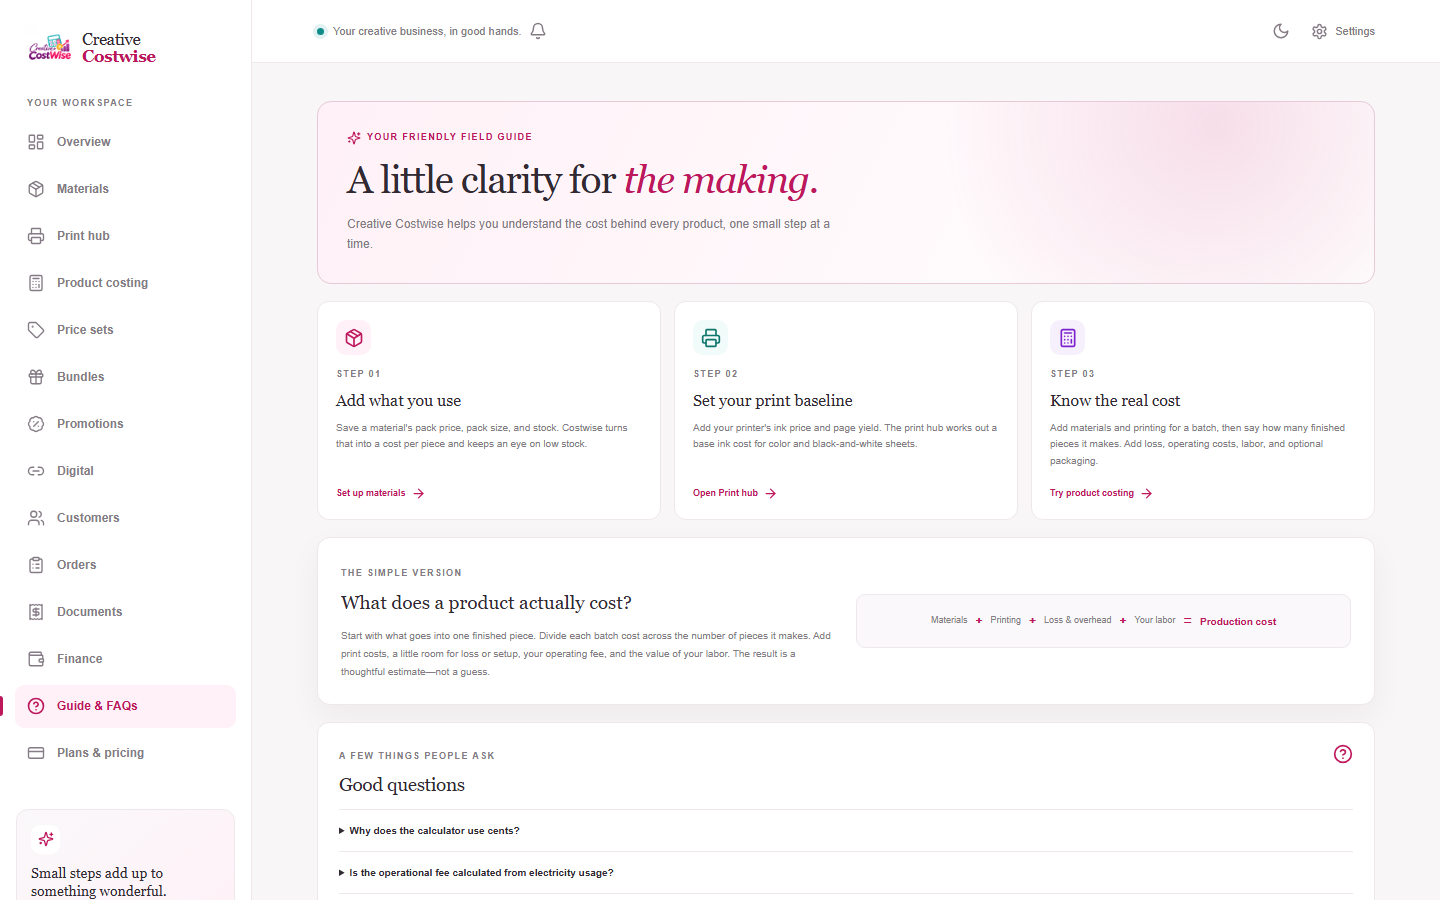 Creative CostWise
Creative
Costwise
YOUR WORKSPACE
Overview
Materials
Print hub
Product costing
Price sets
Bundles
Promotions
Digital
Customers
Orders
Documents
Finance
Guide & FAQs
Plans & pricing
Small steps add up to
something wonderful.
Your creative business, in good hands.
Settings
YOUR FRIENDLY FIELD GUIDE
A little clarity for the making.
Creative Costwise helps you understand the cost behind every product, one small step at a
time.
STEP 01
Add what you use
Save a material's pack price, pack size, and stock. Costwise turns
that into a cost per piece and keeps an eye on low stock.
Set up materials
STEP 02
Set your print baseline
Add your printer's ink price and page yield. The print hub works out a
base ink cost for color and black-and-white sheets.
Open Print hub
STEP 03
Know the real cost
Add materials and printing for a batch, then say how many finished
pieces it makes. Add loss, operating costs, labor, and optional
packaging.
Try product costing
THE SIMPLE VERSION
What does a product actually cost?
Start with what goes into one finished piece. Divide each batch cost across the number of pieces it makes. Add
print costs, a little room for loss or setup, your operating fee, and the value of your labor. The result is a
thoughtful estimate—not a guess.
Materials + Printing + Loss & overhead + Your labor = Production cost
A FEW THINGS PEOPLE ASK
Good questions
Why does the calculator use cents?
Is the operational fee calculated from electricity usage?